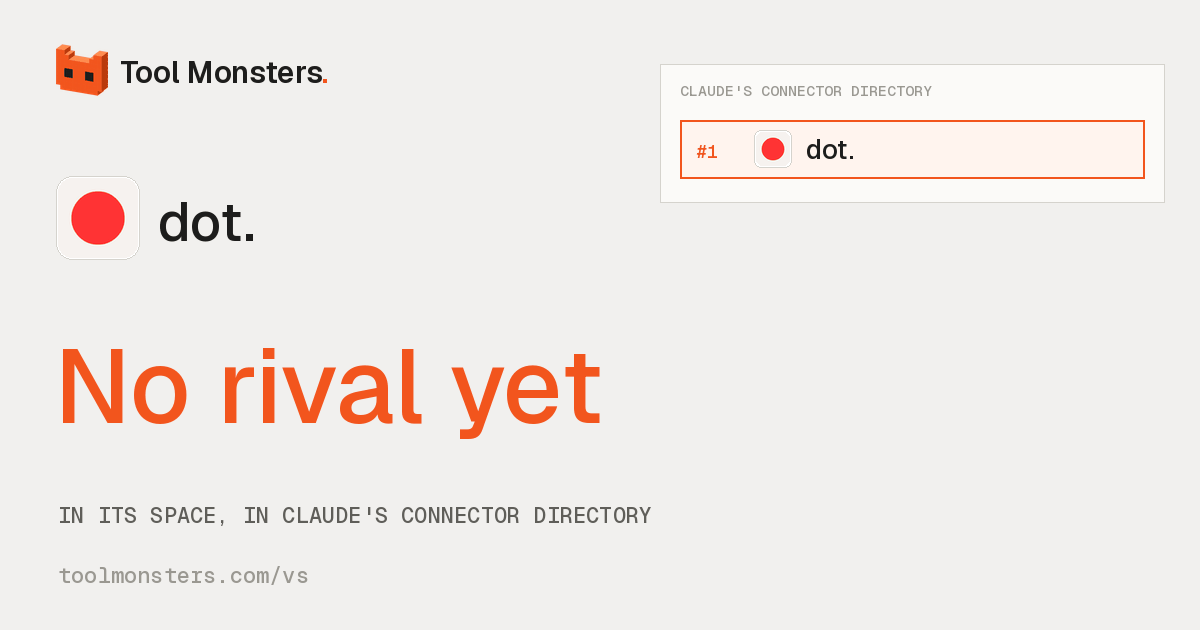 Tool Monsters.
dot.
No rival yet
IN ITS SPACE, IN CLAUDE'S CONNECTOR DIRECTORY
toolmonsters.com/vs
CLAUDE'S CONNECTOR DIRECTORY
#1 dot.